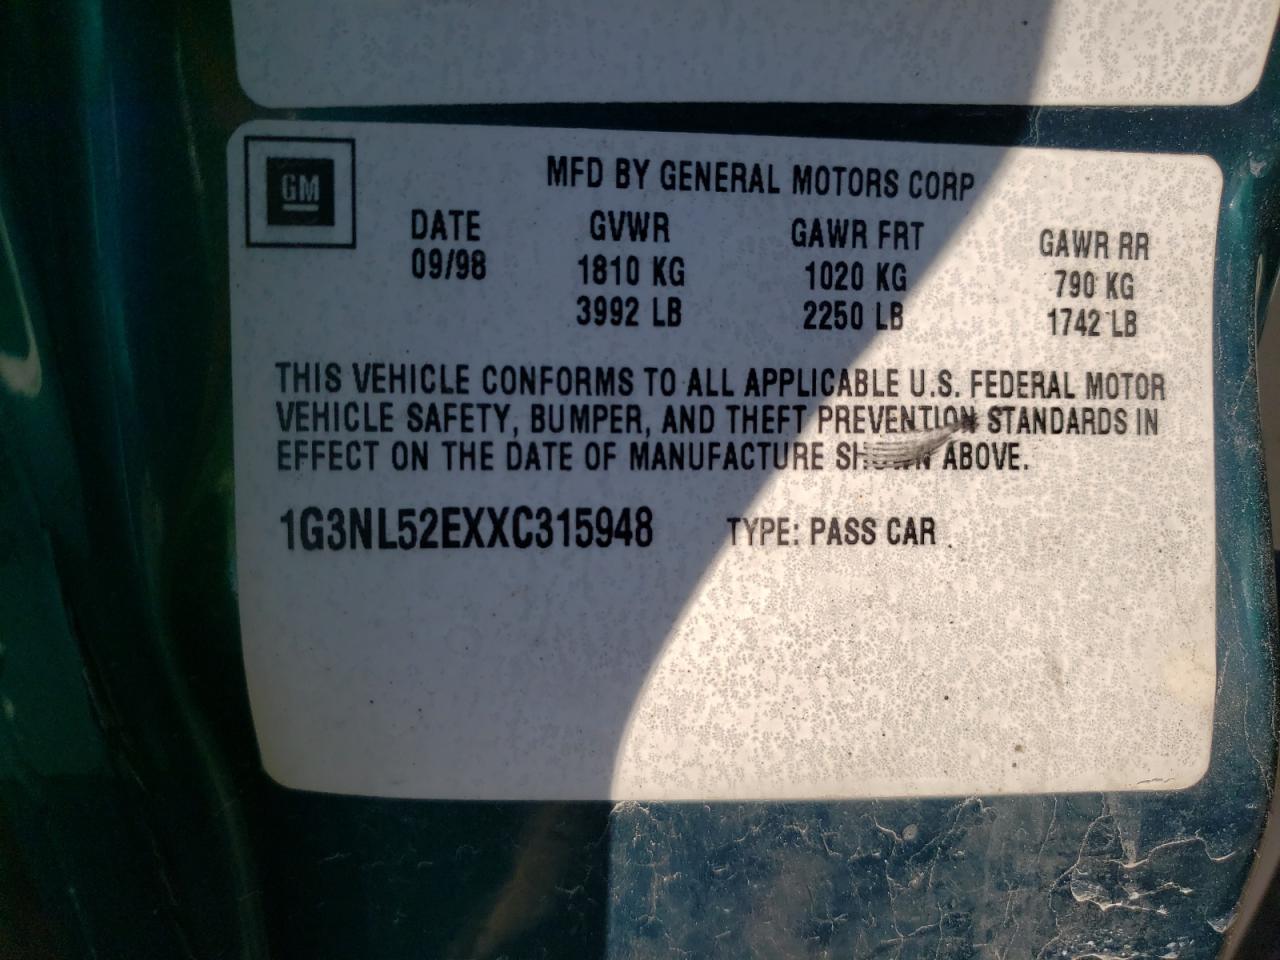 GM
MFD BY GENERAL MOTORS CORP
DATE GVWR GAWR FRT GAWR RR
09/98 1810 KG 1020 KG 790 KG
3992 LB 2250 LB 1742 LB
THIS VEHICLE CONFORMS TO ALL APPLICABLE U.S. FEDERAL MOTOR
VEHICLE SAFETY, BUMPER, AND THEFT PREVENTION STANDARDS IN
EFFECT ON THE DATE OF MANUFACTURE SHOWN ABOVE.
1G3NL52EXXC315948 TYPE: PASS CAR